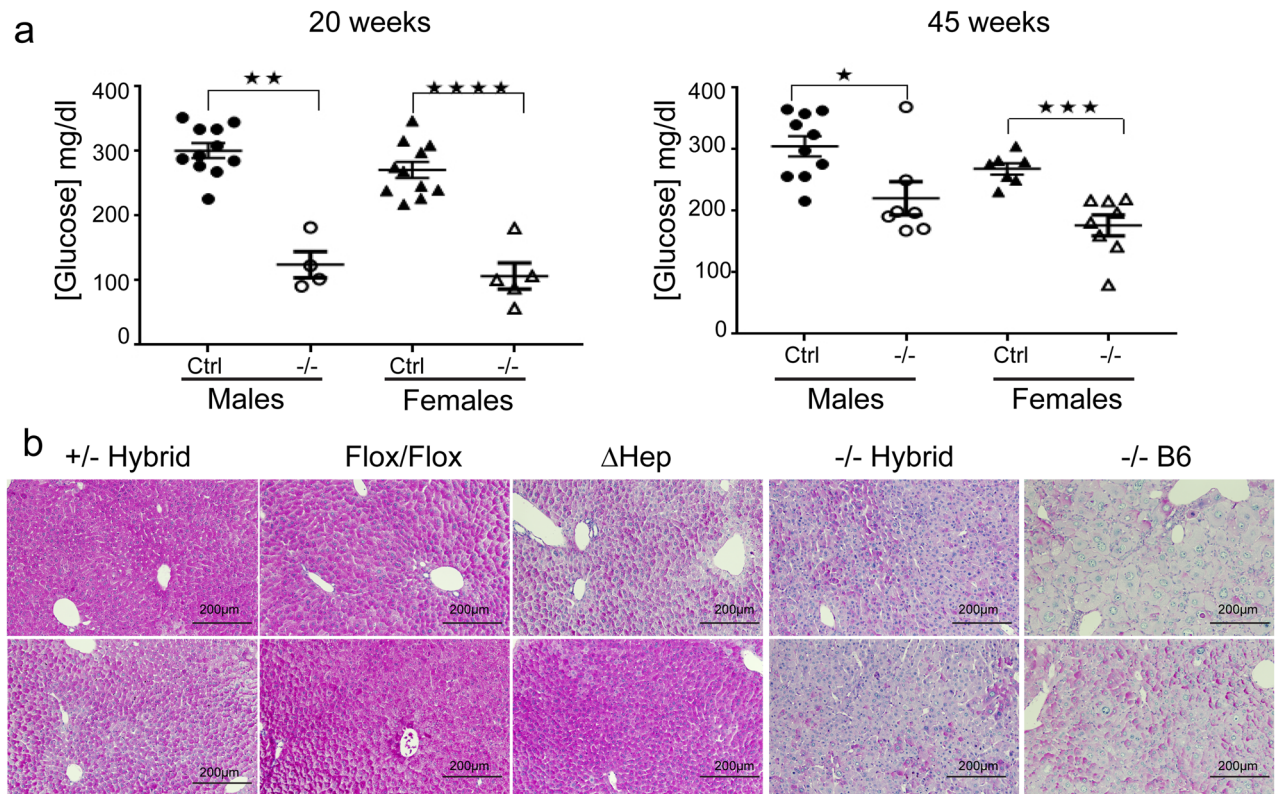 a
20 weeks
45 weeks
[Glucose] mg/dl
400
300
200
100
0
★ ★
★ ★ ★ ★
Ctrl -/- Ctrl -/-
Males Females
[Glucose] mg/dl
400
300
200
100
0
★
★ ★ ★
Ctrl -/- Ctrl -/-
Males Females
b
+/- Hybrid Flox/Flox ΔHep -/- Hybrid -/- B6
200µm 200µm 200µm 200µm 200µm
200µm 200µm 200µm 200µm 200µm